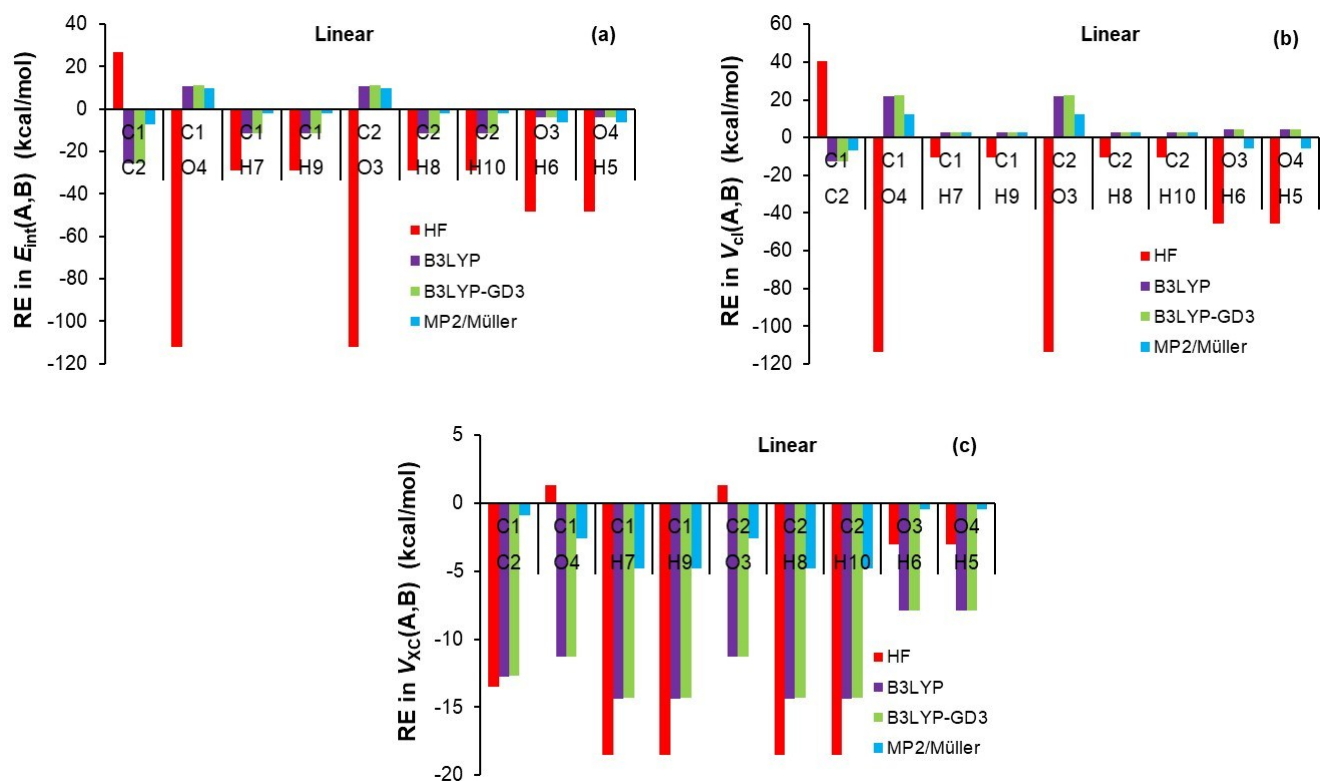 Linear
(a)
RE in Eint(A,B) (kcal/mol)
40
20
0
-20
-40
-60
-80
-100
-120
C1 C1 C1 C1 C2 C2 C2 O3 O4
C2 O4 H7 H9 O3 H8 H10 H6 H5
HF
B3LYP
B3LYP-GD3
MP2/Müller
Linear
(b)
RE in Vcl(A,B) (kcal/mol)
60
40
20
0
-20
-40
-60
-80
-100
-120
C1 C1 C1 C1 C2 C2 C2 O3 O4
C2 O4 H7 H9 O3 H8 H10 H6 H5
HF
B3LYP
B3LYP-GD3
MP2/Müller
Linear
(c)
RE in VXC(A,B) (kcal/mol)
5
0
-5
-10
-15
-20
C1 C1 C1 C1 C2 C2 C2 O3 O4
C2 O4 H7 H9 O3 H8 H10 H6 H5
HF
B3LYP
B3LYP-GD3
MP2/Müller